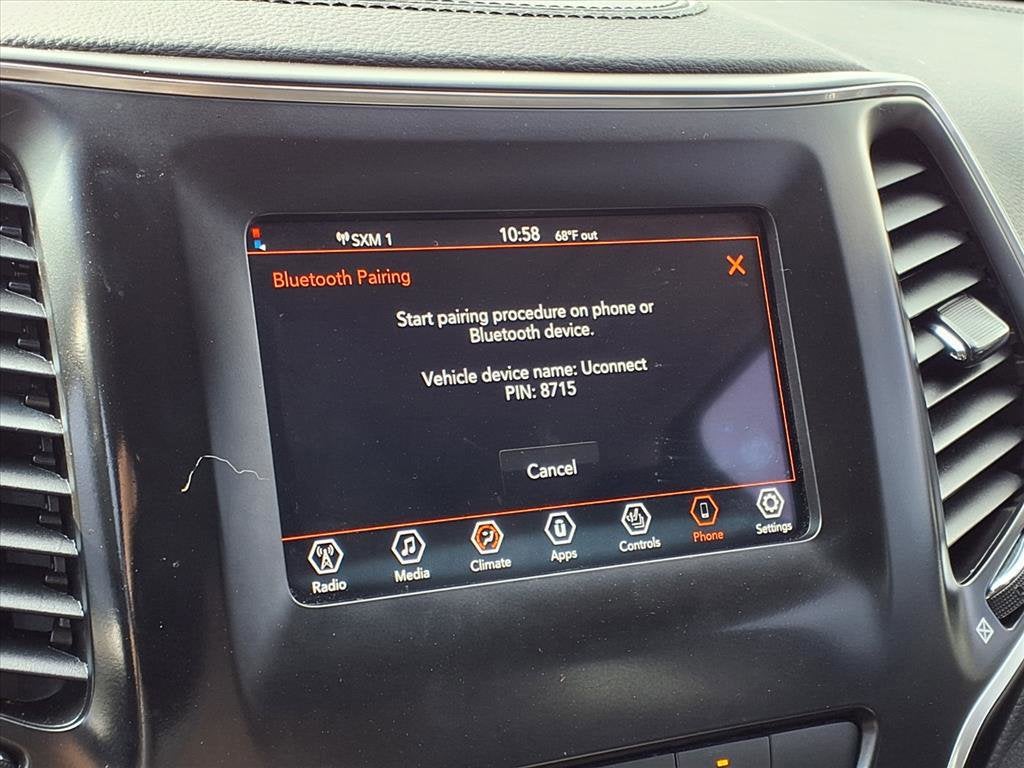 SXM 1 10:58 68°F out
Bluetooth Pairing
Start pairing procedure on phone or
Bluetooth device.
Vehicle device name: Uconnect
PIN: 8715
Cancel
Radio Media Climate Apps Controls Phone Settings